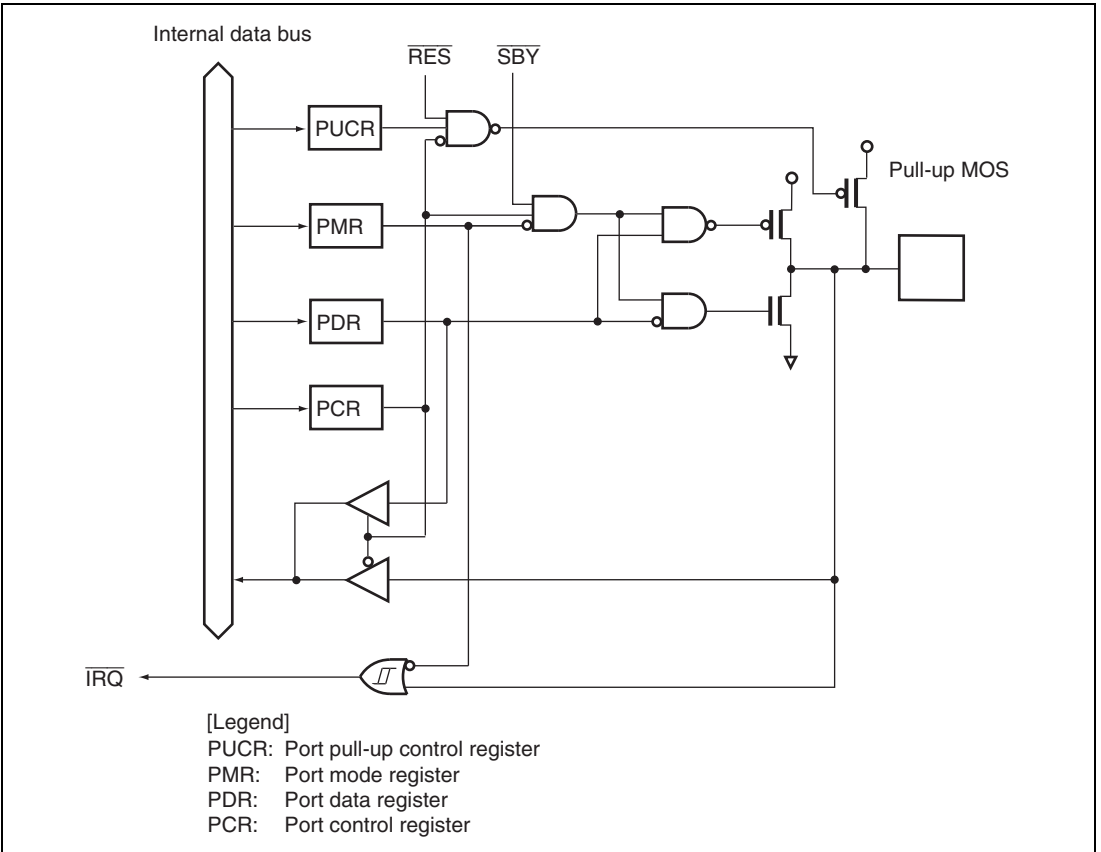 Internal data bus
RES
SBY
PUCR
Pull-up MOS
PMR
PDR
PCR
IRQ
[Legend]
PUCR: Port pull-up control register
PMR: Port mode register
PDR: Port data register
PCR: Port control register